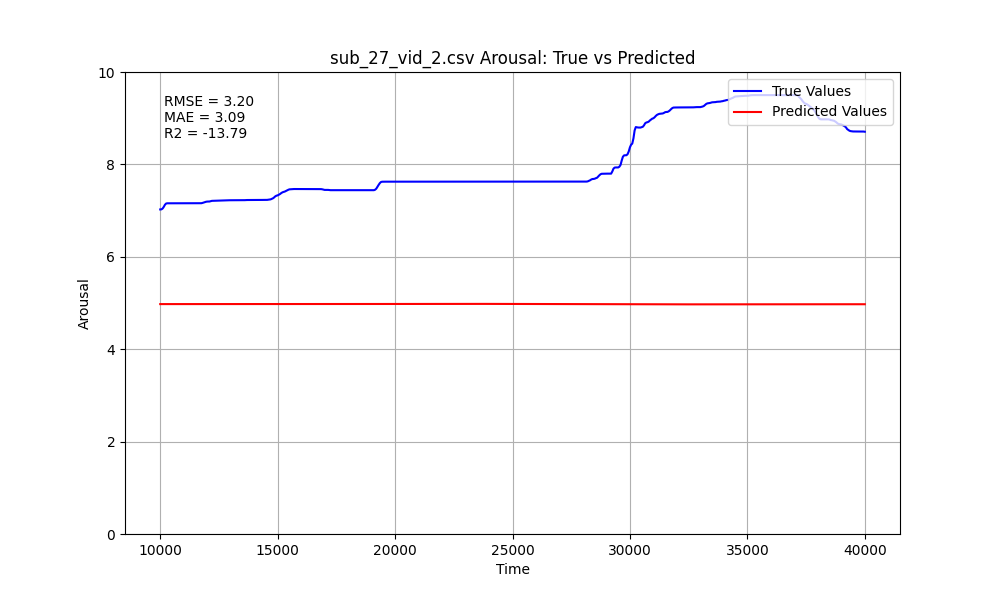 sub_27_vid_2.csv Arousal: True vs Predicted
RMSE = 3.20
MAE = 3.09
R2 = -13.79
True Values
Predicted Values
10
8
6
4
2
0
Arousal
10000 15000 20000 25000 30000 35000 40000
Time